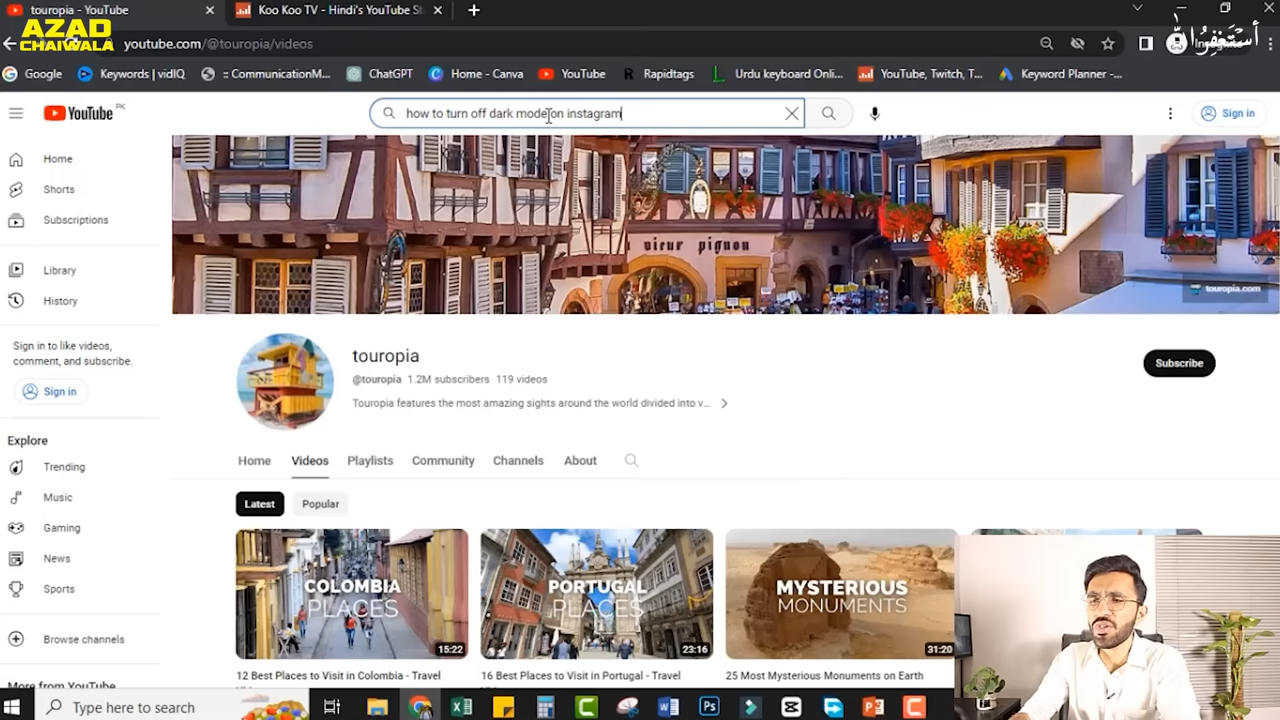 touropia - YouTube
Koo Koo TV - Hindi's YouTube St
AZAD
CHAIWALA
youtube.com/@touropia/videos
أستغفر الله
Google
Keywords | vidIQ
:: CommunicationM...
ChatGPT
Home - Canva
YouTube
Rapidtags
Urdu keyboard Onl...
YouTube, Twitch, T...
Keyword Planner -...
YouTube PK
how to turn off dark mode on instagram
Sign in
Home
Shorts
Subscriptions
Library
History
Sign in to like videos,
comment, and subscribe.
Sign in
Explore
Trending
Music
Gaming
News
Sports
Browse channels
More from YouTube
vieux pignon
touropia.com
touropia
@touropia 1.2M subscribers 119 videos
Touropia features the most amazing sights around the world divided into v...
Subscribe
Home
Videos
Playlists
Community
Channels
About
Latest
Popular
COLOMBIA
PLACES
15:22
PORTUGAL
PLACES
23:16
MYSTERIOUS
MONUMENTS
31:20
12 Best Places to Visit in Colombia - Travel
16 Best Places to Visit in Portugal - Travel
25 Most Mysterious Monuments on Earth
Type here to search